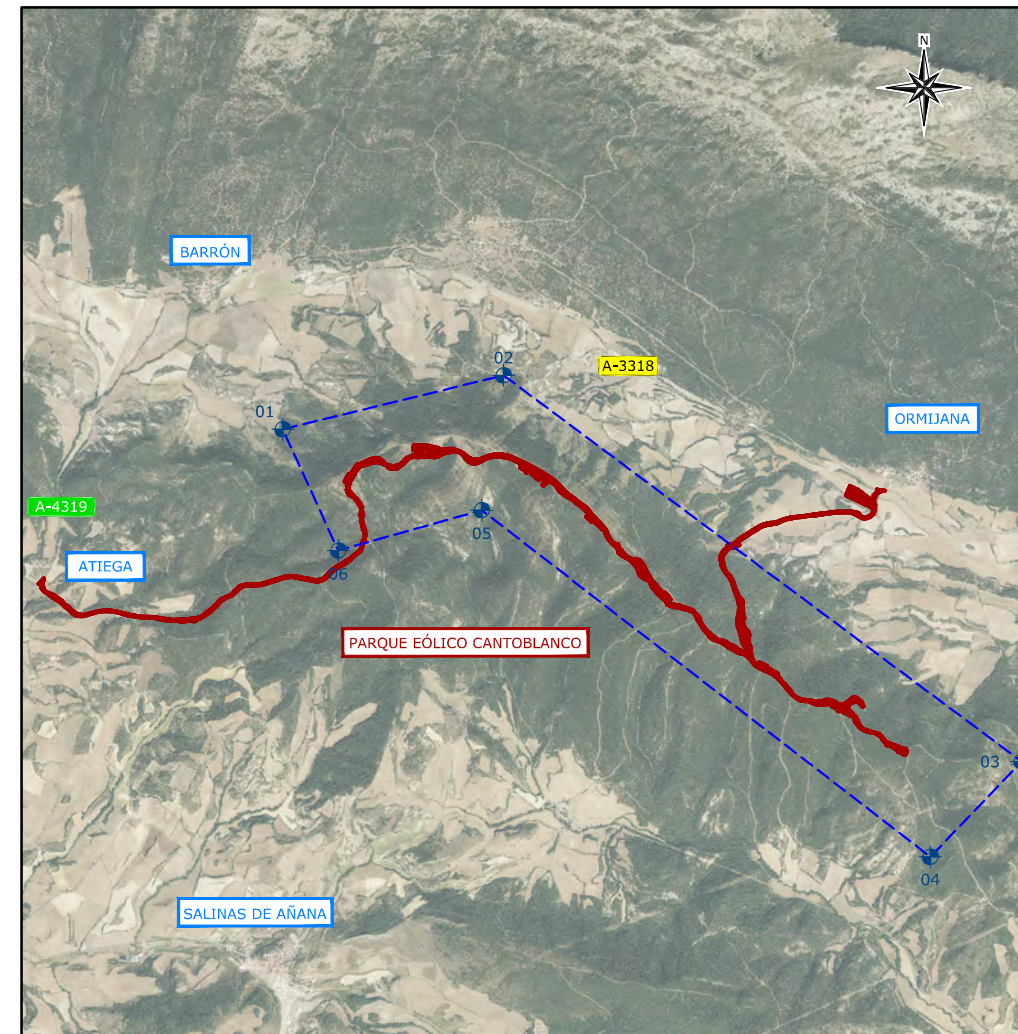 N
BARRÓN
02
A-3318
01
ORMIJANA
A-4319
05
ATIEGA
06
PARQUE EÓLICO CANTOBLANCO
03
04
SALINAS DE AÑANA